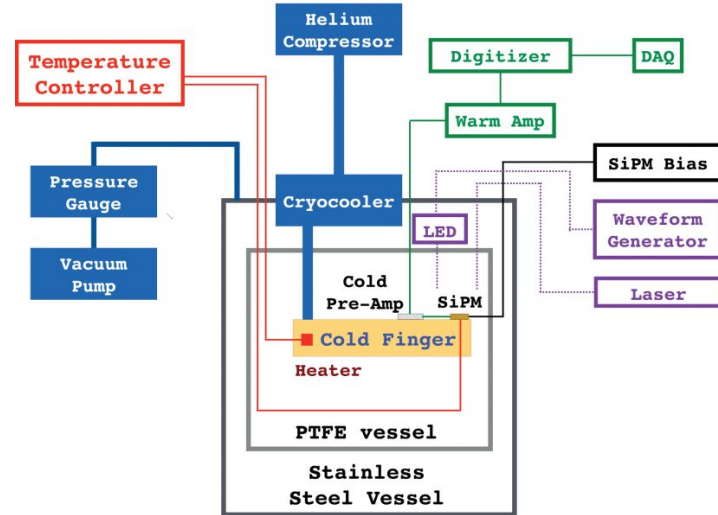 Helium
Compressor
Temperature
Controller
Digitizer
DAQ
Warm Amp
SiPM Bias
Pressure
Gauge
Cryocooler
LED
Waveform
Generator
Vacuum
Pump
Cold
Pre-Amp
SiPM
Laser
Cold Finger
Heater
PTFE vessel
Stainless
Steel Vessel